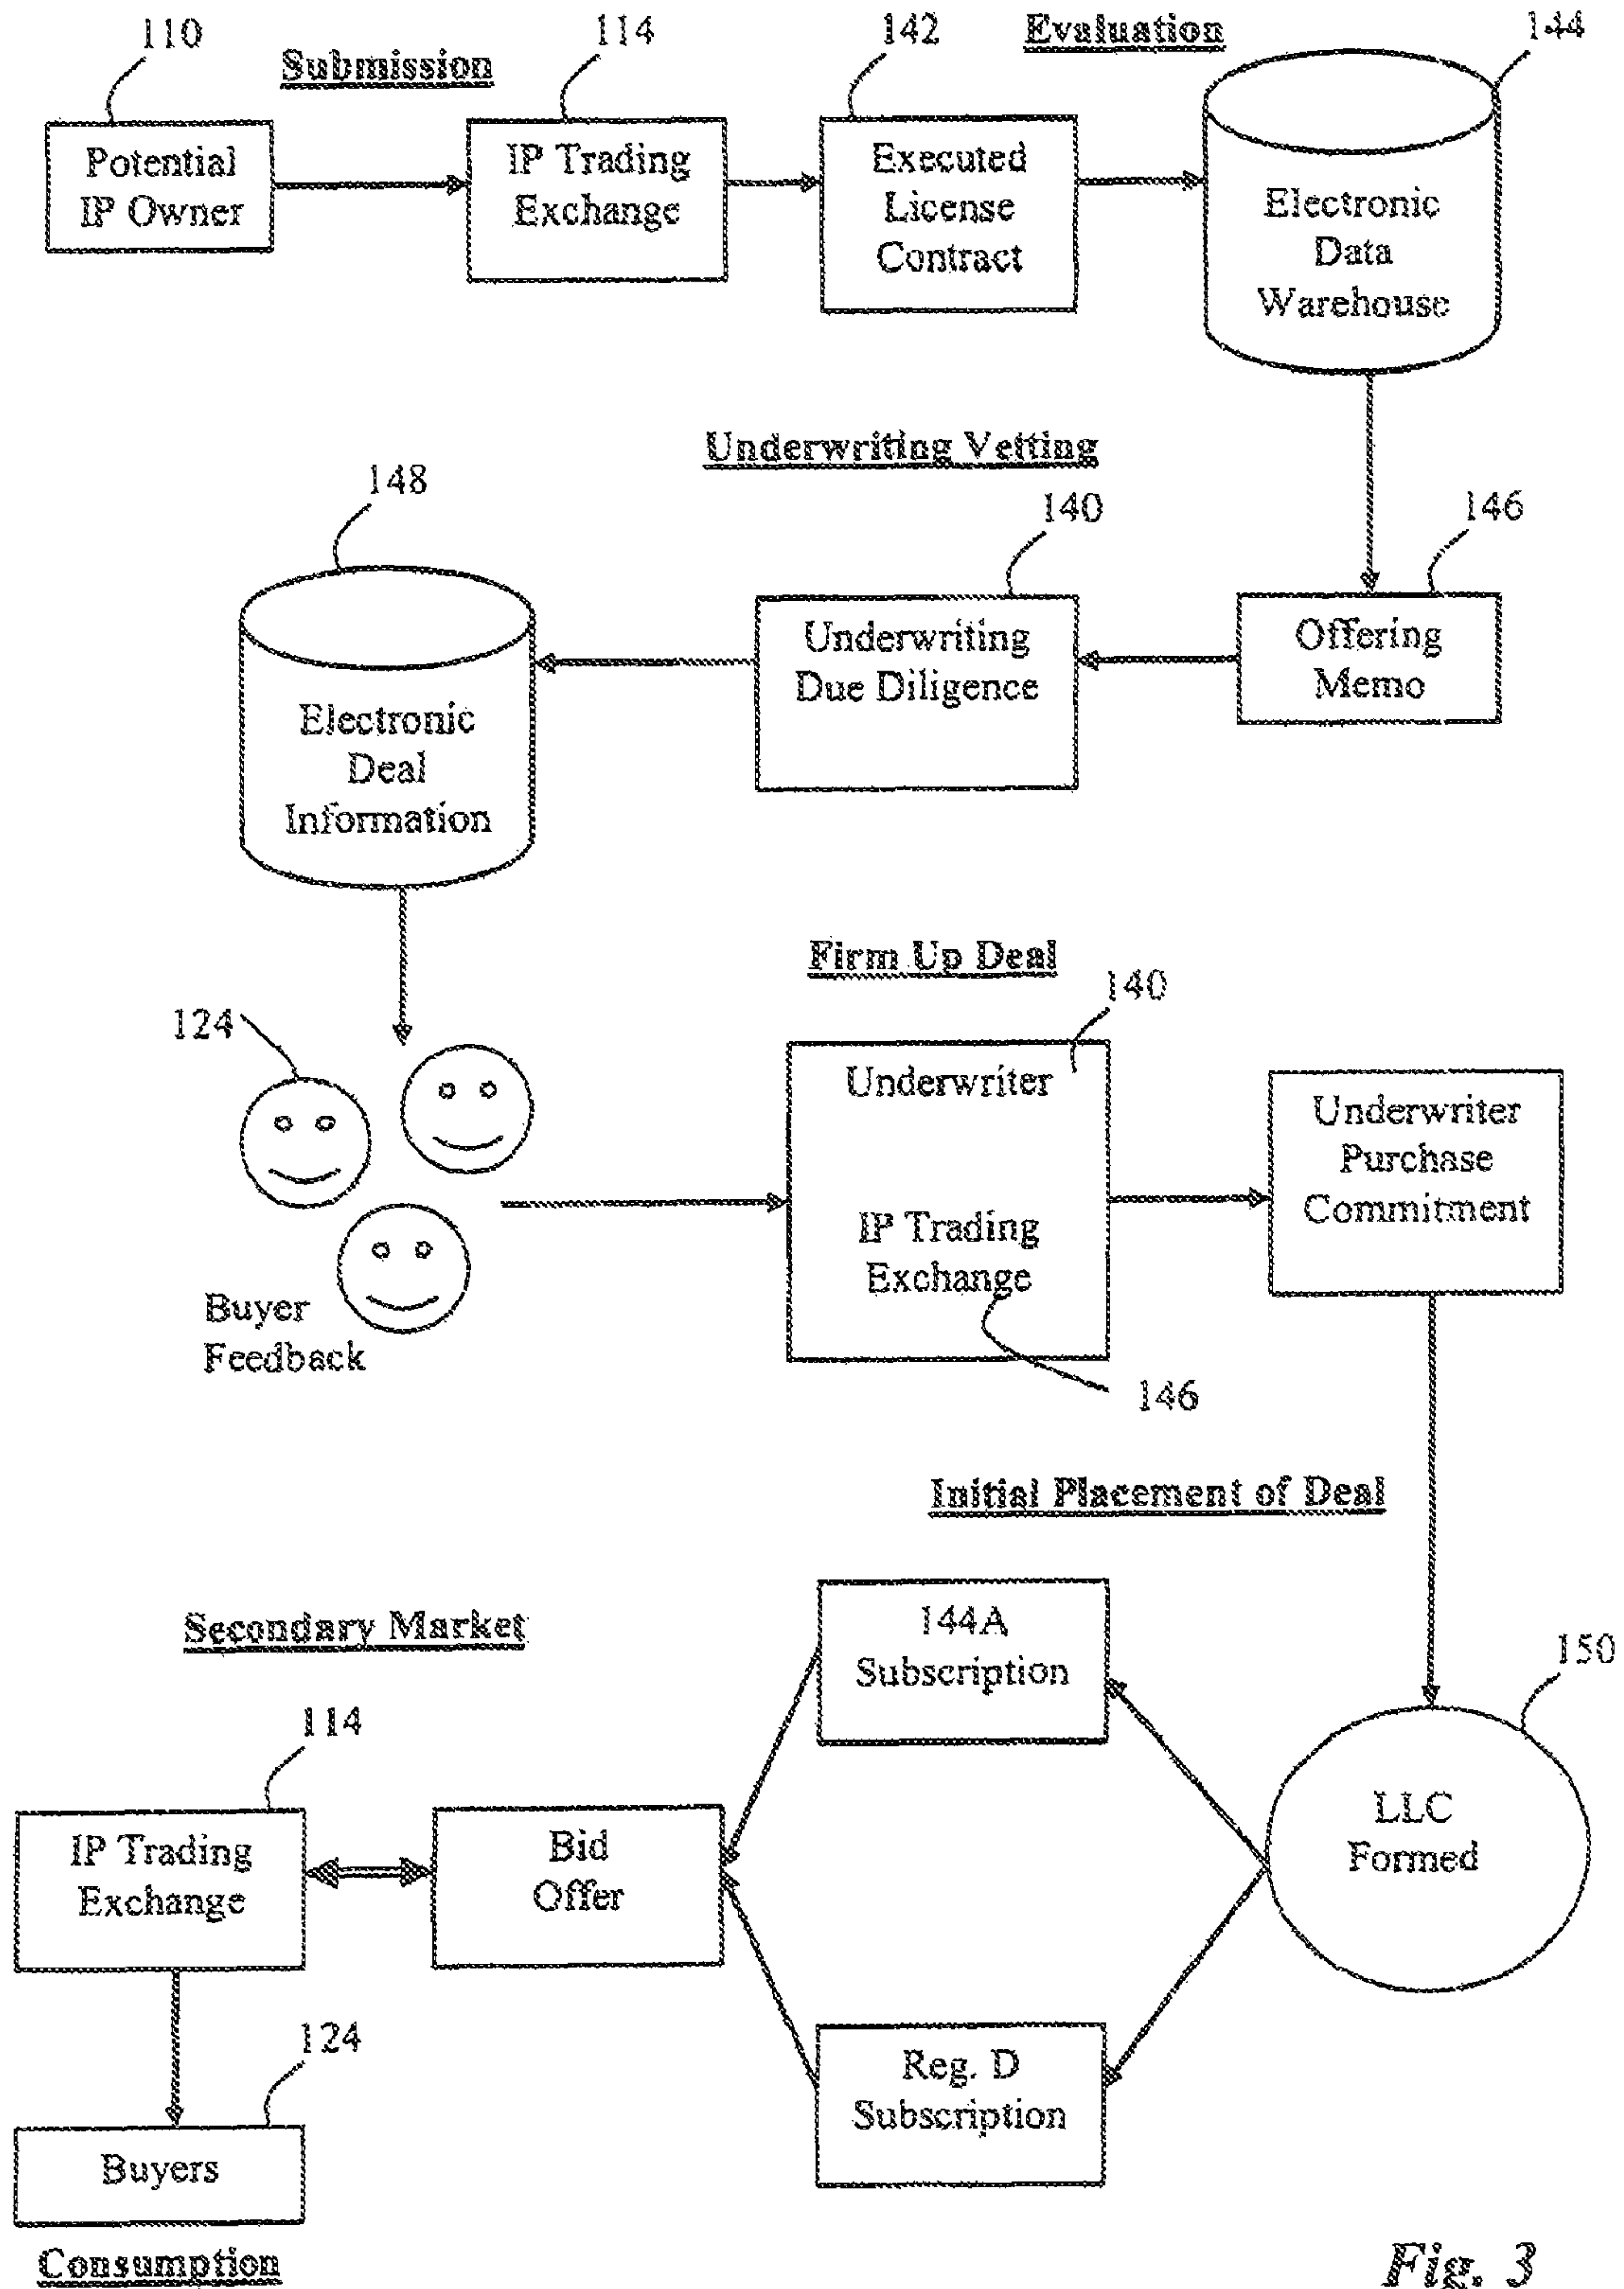 110
Submission
114
142
Evaluation
144
Potential
IP Owner
IP Trading
Exchange
Executed
License
Contract
Electronic
Data
Warehouse
Underwriting Vetting
148
140
146
Electronic
Deal
Information
Underwriting
Due Diligence
Offering
Memo
Firm Up Deal
124
140
Buyer
Feedback
Underwriter
IP Trading
Exchange
146
Underwriter
Purchase
Commitment
Initial Placement of Deal
Secondary Market
144A
Subscription
150
114
IP Trading
Exchange
Bid
Offer
LLC
Formed
124
Buyers
Reg. D
Subscription
Consumption
Fig. 3